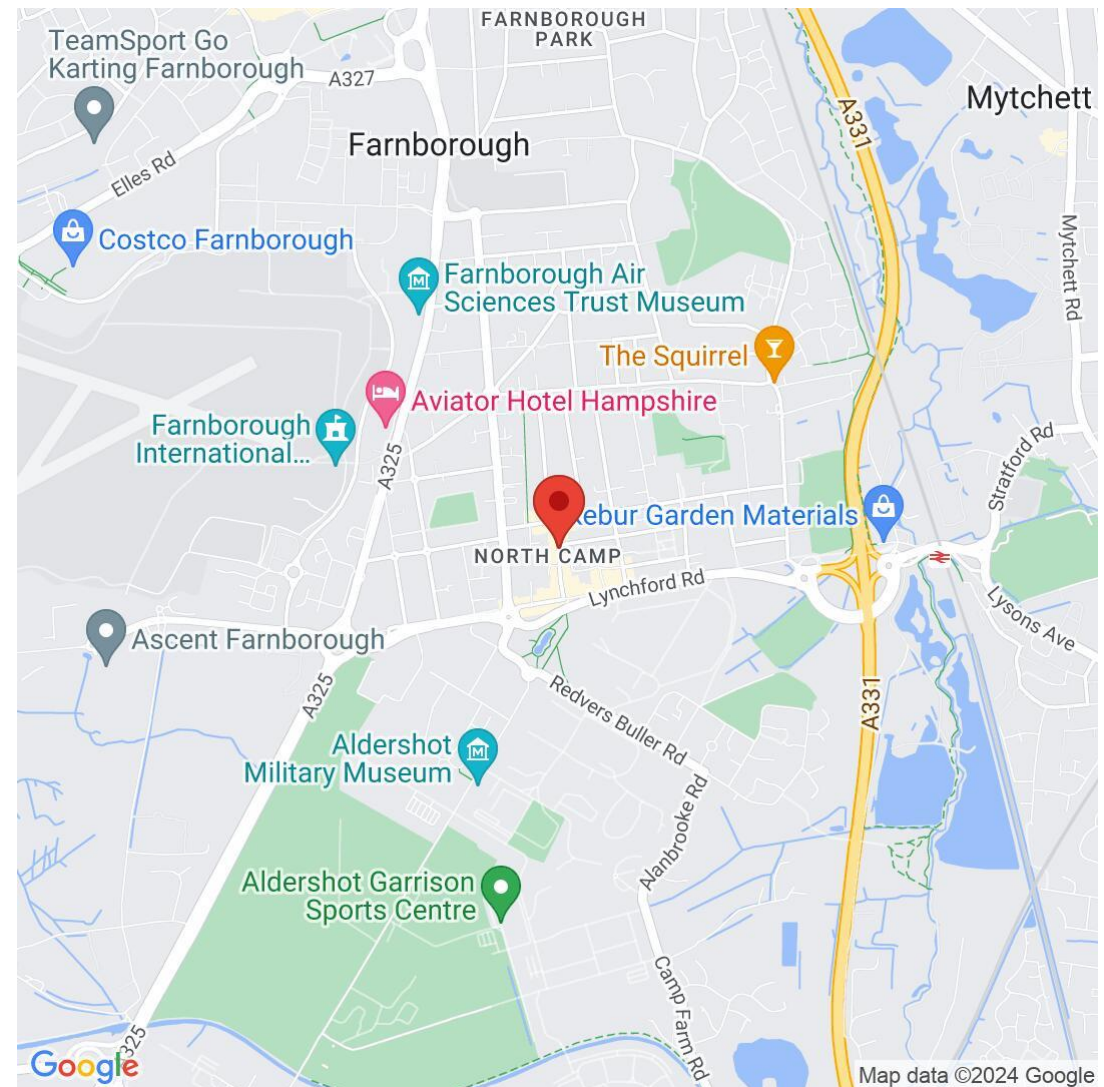 FARNBOROUGH
PARK
TeamSport Go
Karting Farnborough
A327
Mytchett
A331
Farnborough
Elles Rd
Costco Farnborough
Mytchett Rd
Farnborough Air
Sciences Trust Museum
The Squirrel
Aviator Hotel Hampshire
Farnborough
International...
A325
Stratford Rd
Kebur Garden Materials
NORTH CAMP
Lynchford Rd
Lysons Ave
Ascent Farnborough
A325
Redvers Buller Rd
A331
Aldershot
Military Museum
Alanbrooke Rd
Aldershot Garrison
Sports Centre
Camp Farm Rd
A325
Google
Map data ©2024 Google